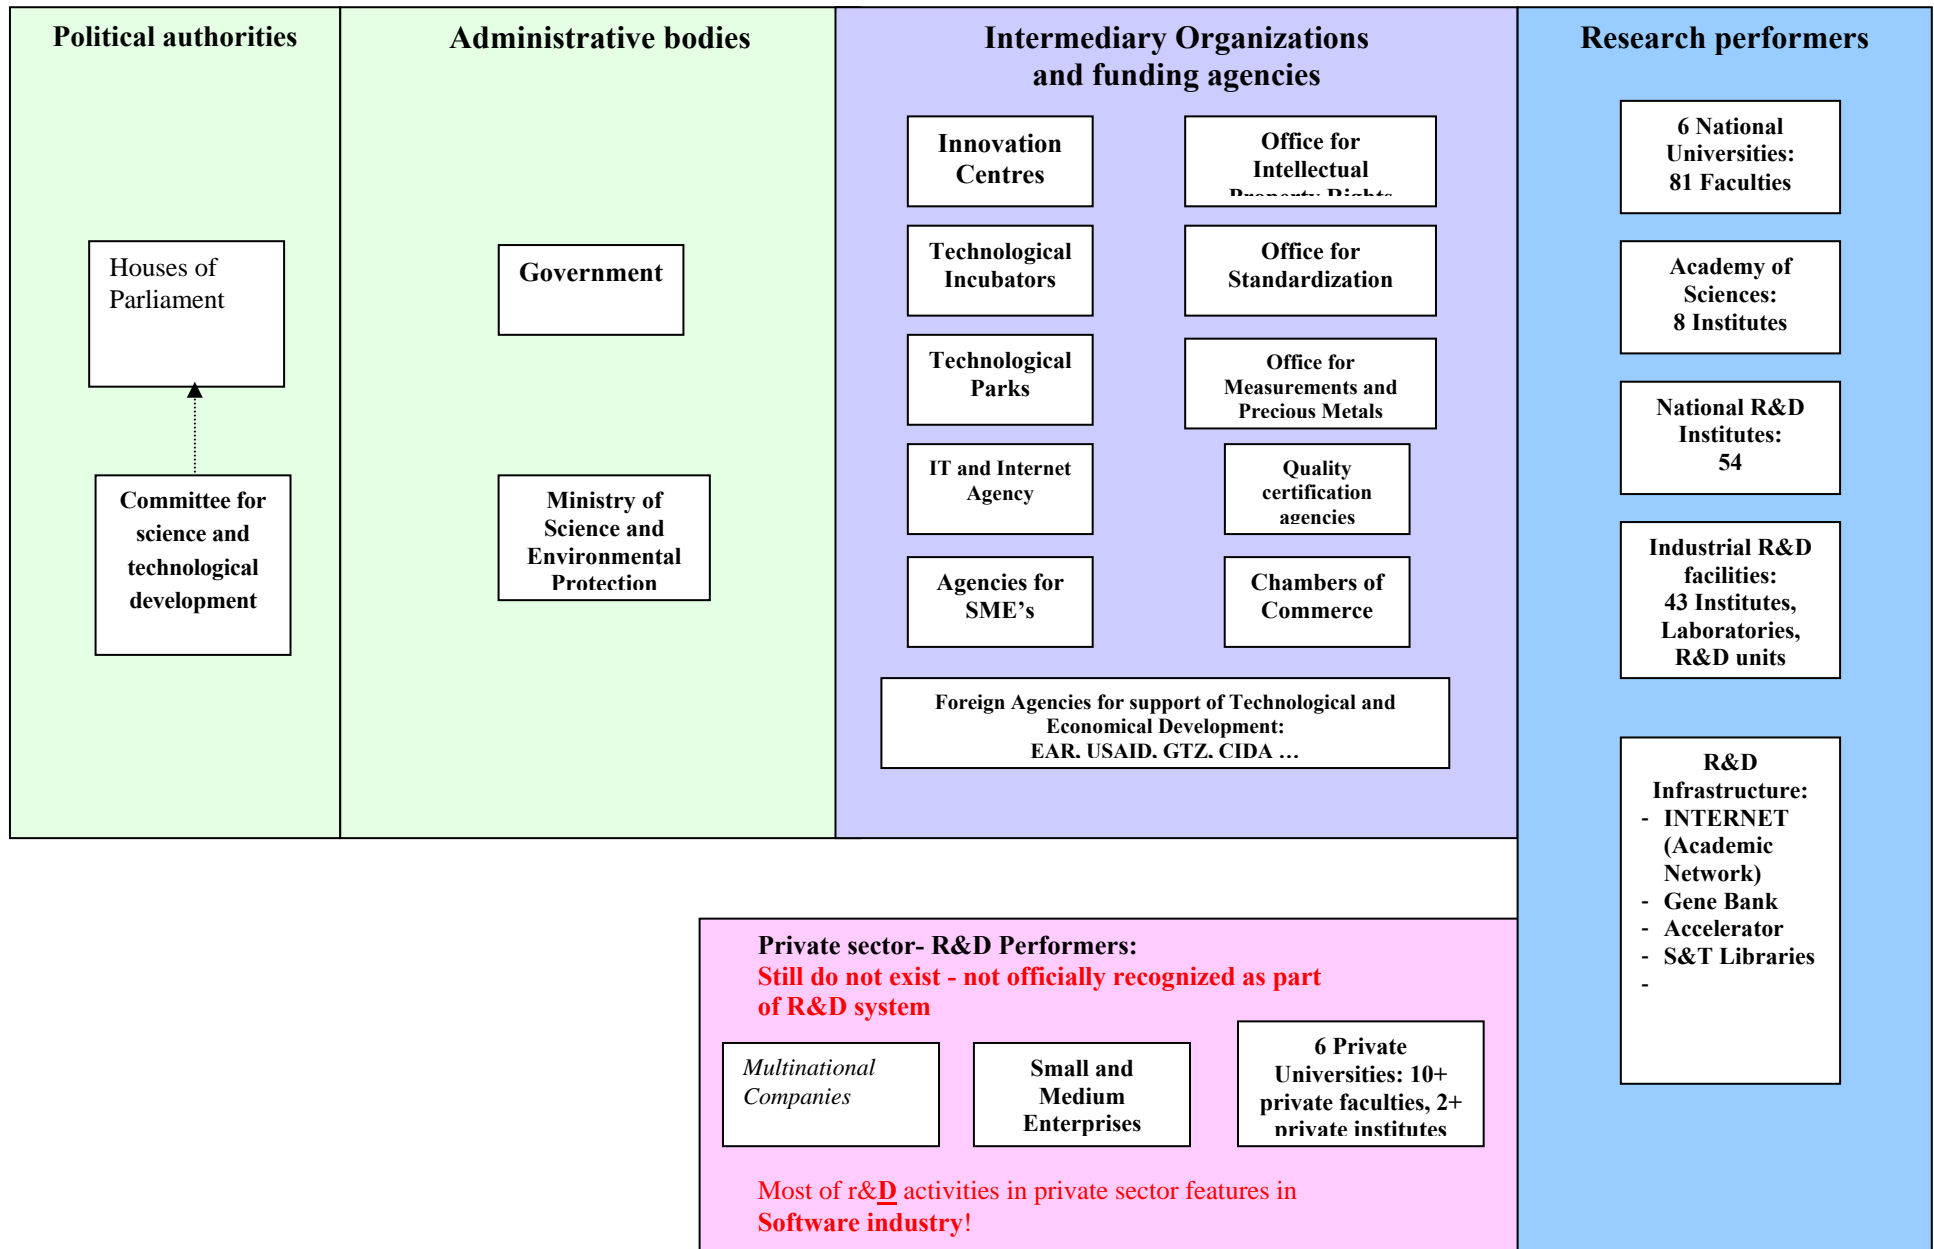 Political authorities
Houses of
Parliament
Committee for
science and
technological
development
Administrative bodies
Government
Ministry of
Science and
Environmental
Protection
Intermediary Organizations
and funding agencies
Innovation
Centres
Office for
Intellectual
Property Rights
Technological
Incubators
Office for
Standardization
Technological
Parks
Office for
Measurements and
Precious Metals
IT and Internet
Agency
Quality
certification
agencies
Agencies for
SME's
Chambers of
Commerce
Foreign Agencies for support of Technological and
Economical Development:
EAR, USAID, GTZ, CIDA …
Research performers
6 National
Universities:
81 Faculties
Academy of
Sciences:
8 Institutes
National R&D
Institutes:
54
Industrial R&D
facilities:
43 Institutes,
Laboratories,
R&D units
R&D
Infrastructure:
- INTERNET
(Academic
Network)
- Gene Bank
- Accelerator
- S&T Libraries
-
Private sector- R&D Performers:
Still do not exist - not officially recognized as part
of R&D system
Multinational
Companies
Small and
Medium
Enterprises
6 Private
Universities: 10+
private faculties, 2+
private institutes
Most of r&D activities in private sector features in
Software industry!